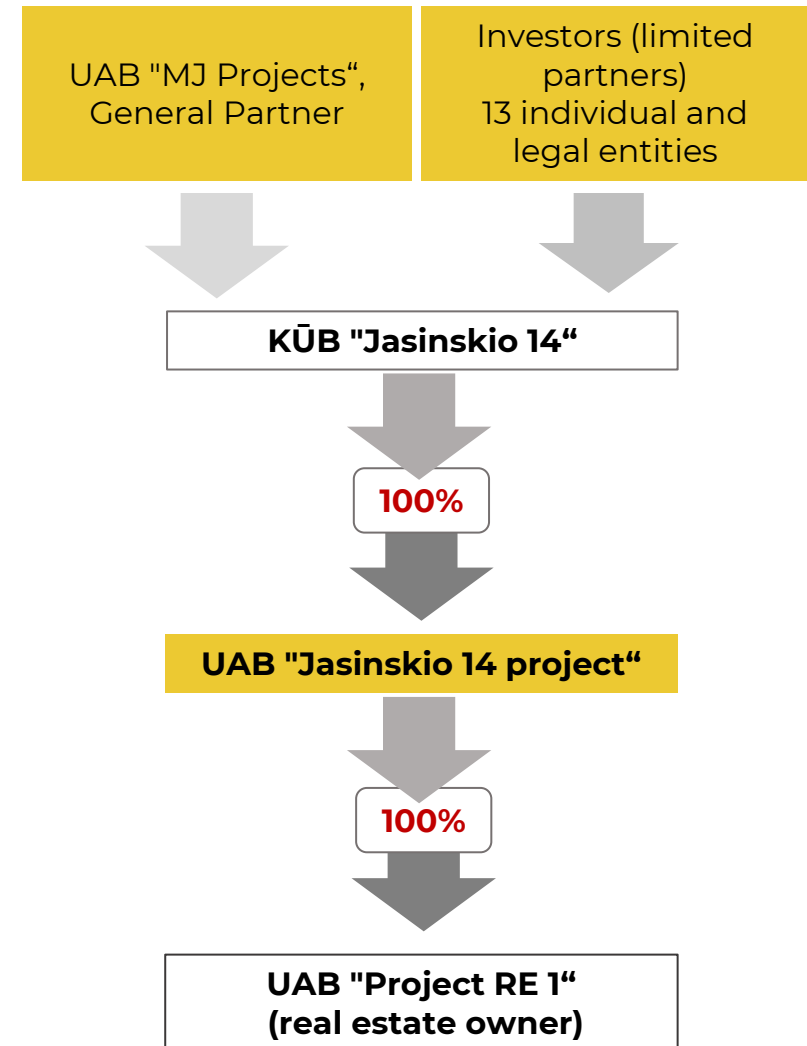 UAB "MJ Projects“,
General Partner
Investors (limited
partners)
13 individual and
legal entities
KŪB "Jasinskio 14“
100%
UAB "Jasinskio 14 project“
100%
UAB "Project RE 1“
(real estate owner)